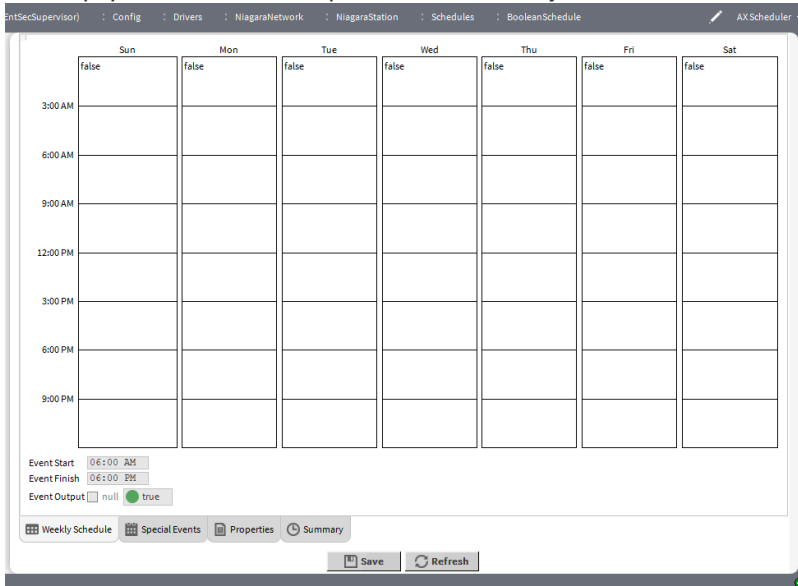 EntSecSupervisor) : Config : Drivers : NiagaraNetwork : NiagaraStation : Schedules : BooleanSchedule AX Scheduler
Sun Mon Tue Wed Thu Fri Sat
false false false false false false false
3:00 AM
6:00 AM
9:00 AM
12:00 PM
3:00 PM
6:00 PM
9:00 PM
Event Start 06:00 AM
Event Finish 06:00 PM
Event Output null true
Weekly Schedule Special Events Properties Summary
Save Refresh